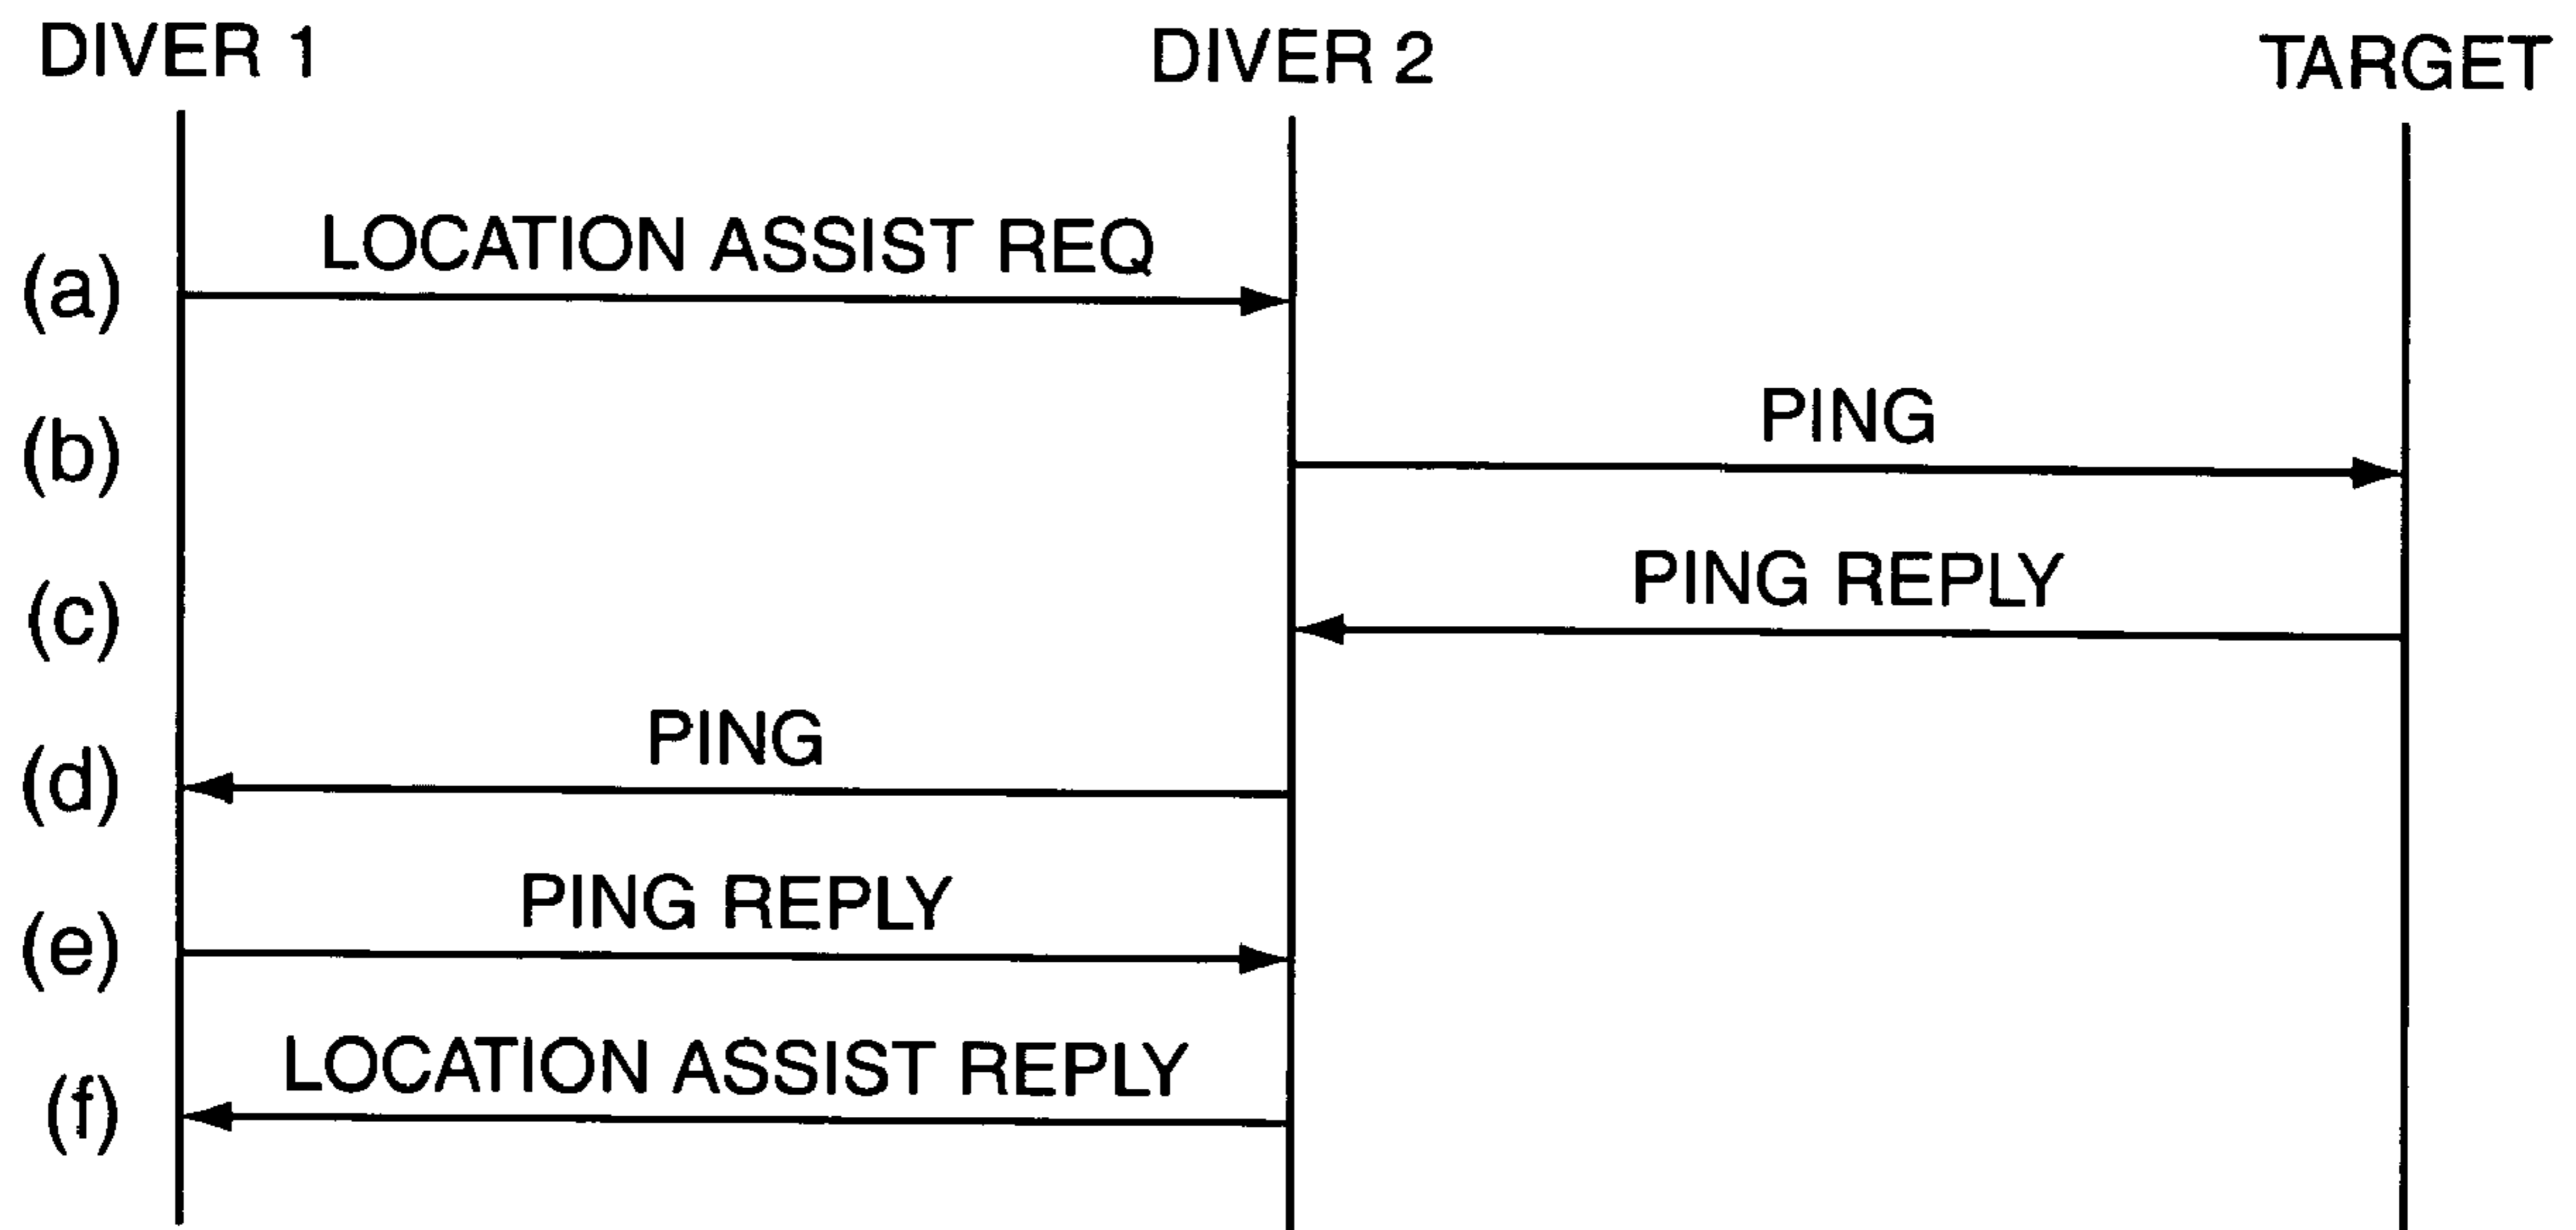 DIVER 1
DIVER 2
TARGET
(a)
LOCATION ASSIST REQ
(b)
PING
(c)
PING REPLY
(d)
PING
(e)
PING REPLY
(f)
LOCATION ASSIST REPLY